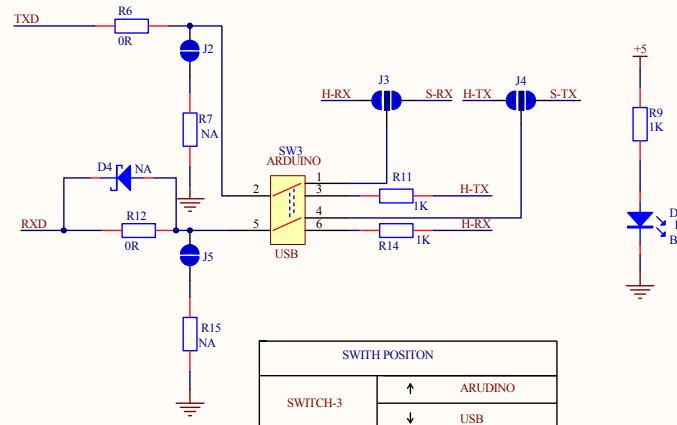 TXD
R6
0R
J2
R7
NA
J3
H-RX
S-RX
J4
H-TX
S-TX
+5
R9
1K
SW3
ARDUINO
D4
NA
1
2
3
R11
1K
H-TX
RXD
R12
0R
4
5
6
R14
1K
H-RX
USB
J5
D
B
R15
NA
SWITH POSITON
SWITCH-3
↑ ARUDINO
↓ USB